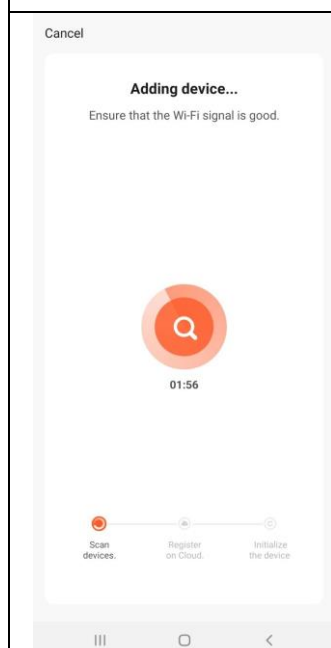 Cancel
Adding device...
Ensure that the Wi-Fi signal is good.
01:56
Scan
devices.
Register
on Cloud.
Initialize
the device